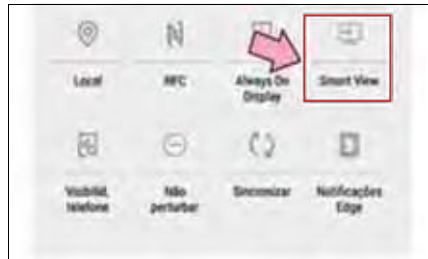 Local NFC Always On Smart View
Display
Visibilid. Não Sincronizar Notificações
telefone perturbar Edge